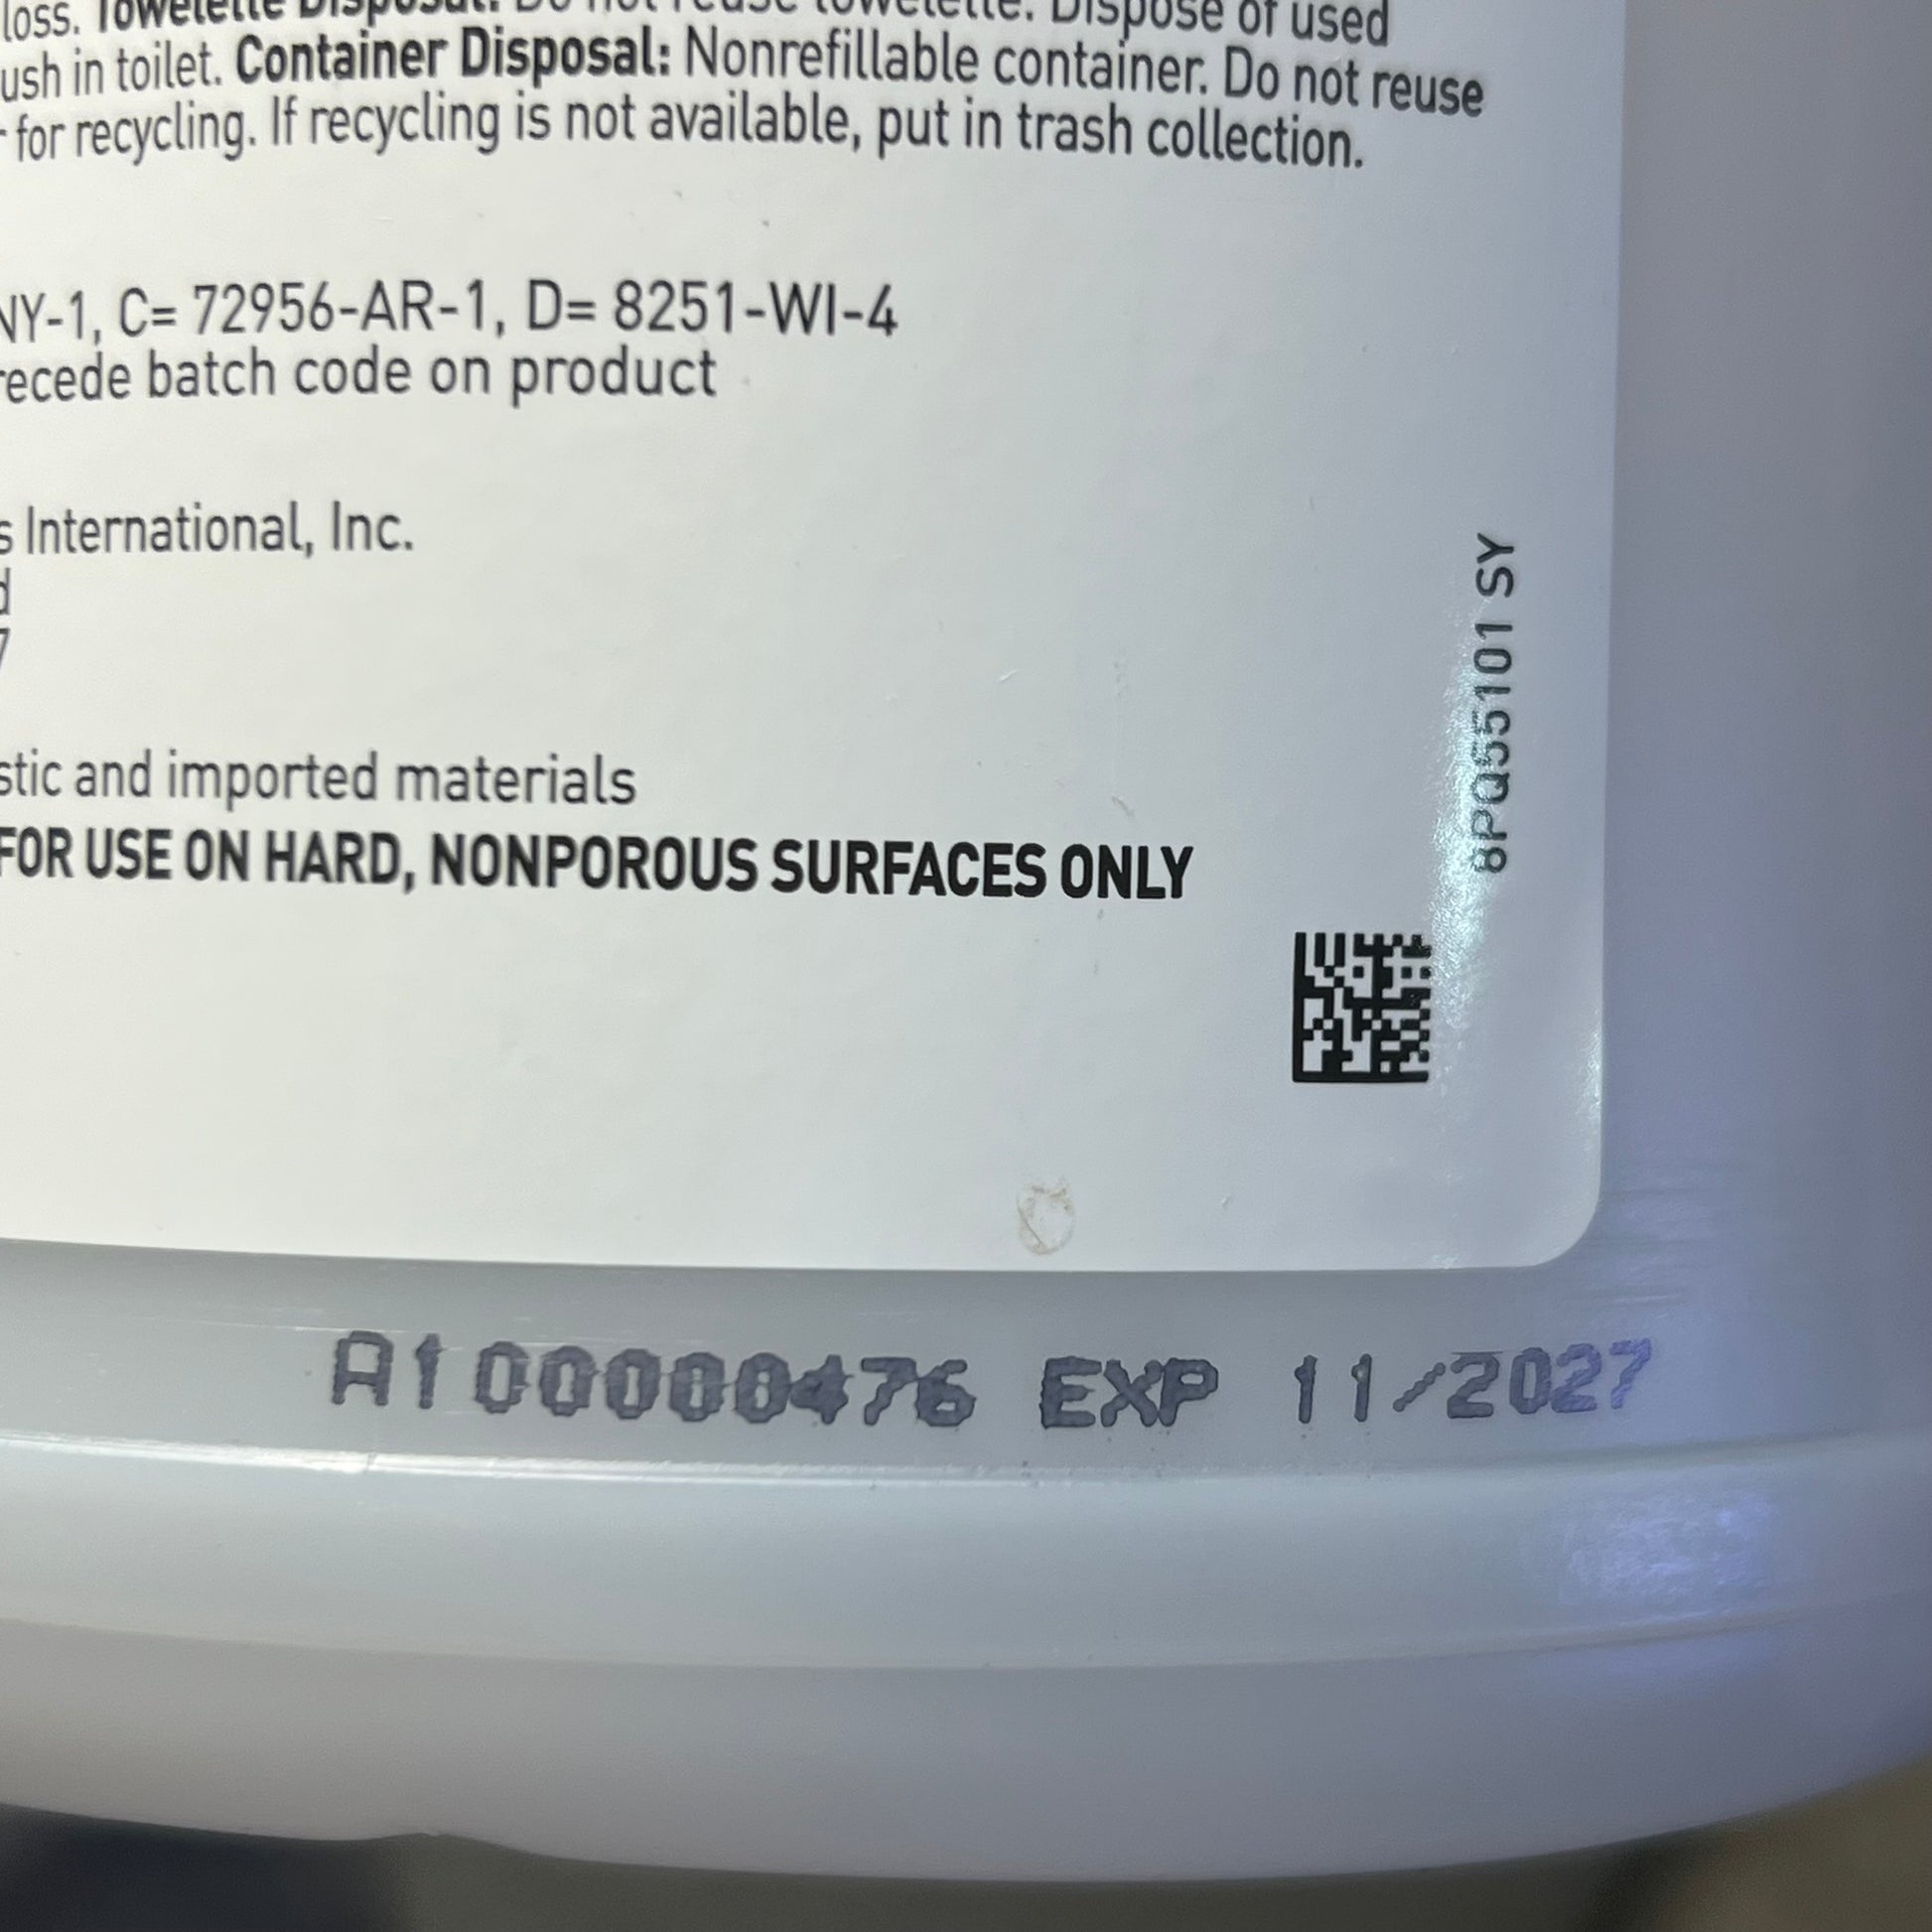 loss. Towelette Disposal: Do not reuse towelette. Dispose of used
ush in toilet. Container Disposal: Nonrefillable container. Do not reuse
for recycling. If recycling is not available, put in trash collection.
NY-1, C= 72956-AR-1, D= 8251-WI-4
recede batch code on product
s International, Inc.
d
7
stic and imported materials
FOR USE ON HARD, NONPOROUS SURFACES ONLY
8PQ55101 SY
A100000476 EXP 11/2027